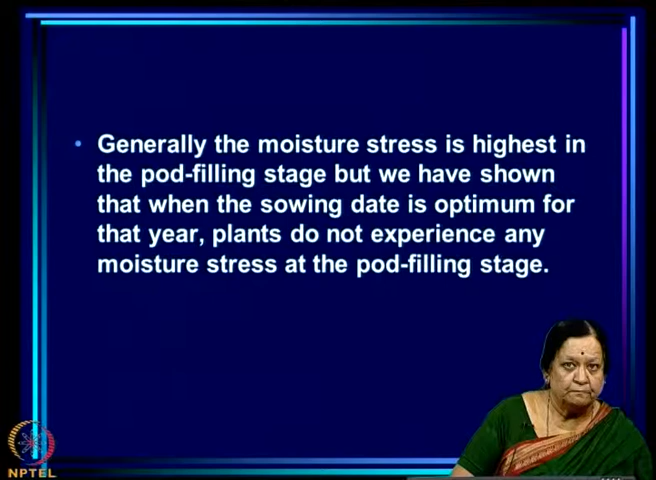 • Generally the moisture stress is highest in
the pod-filling stage but we have shown
that when the sowing date is optimum for
that year, plants do not experience any
moisture stress at the pod-filling stage.
NPTEL